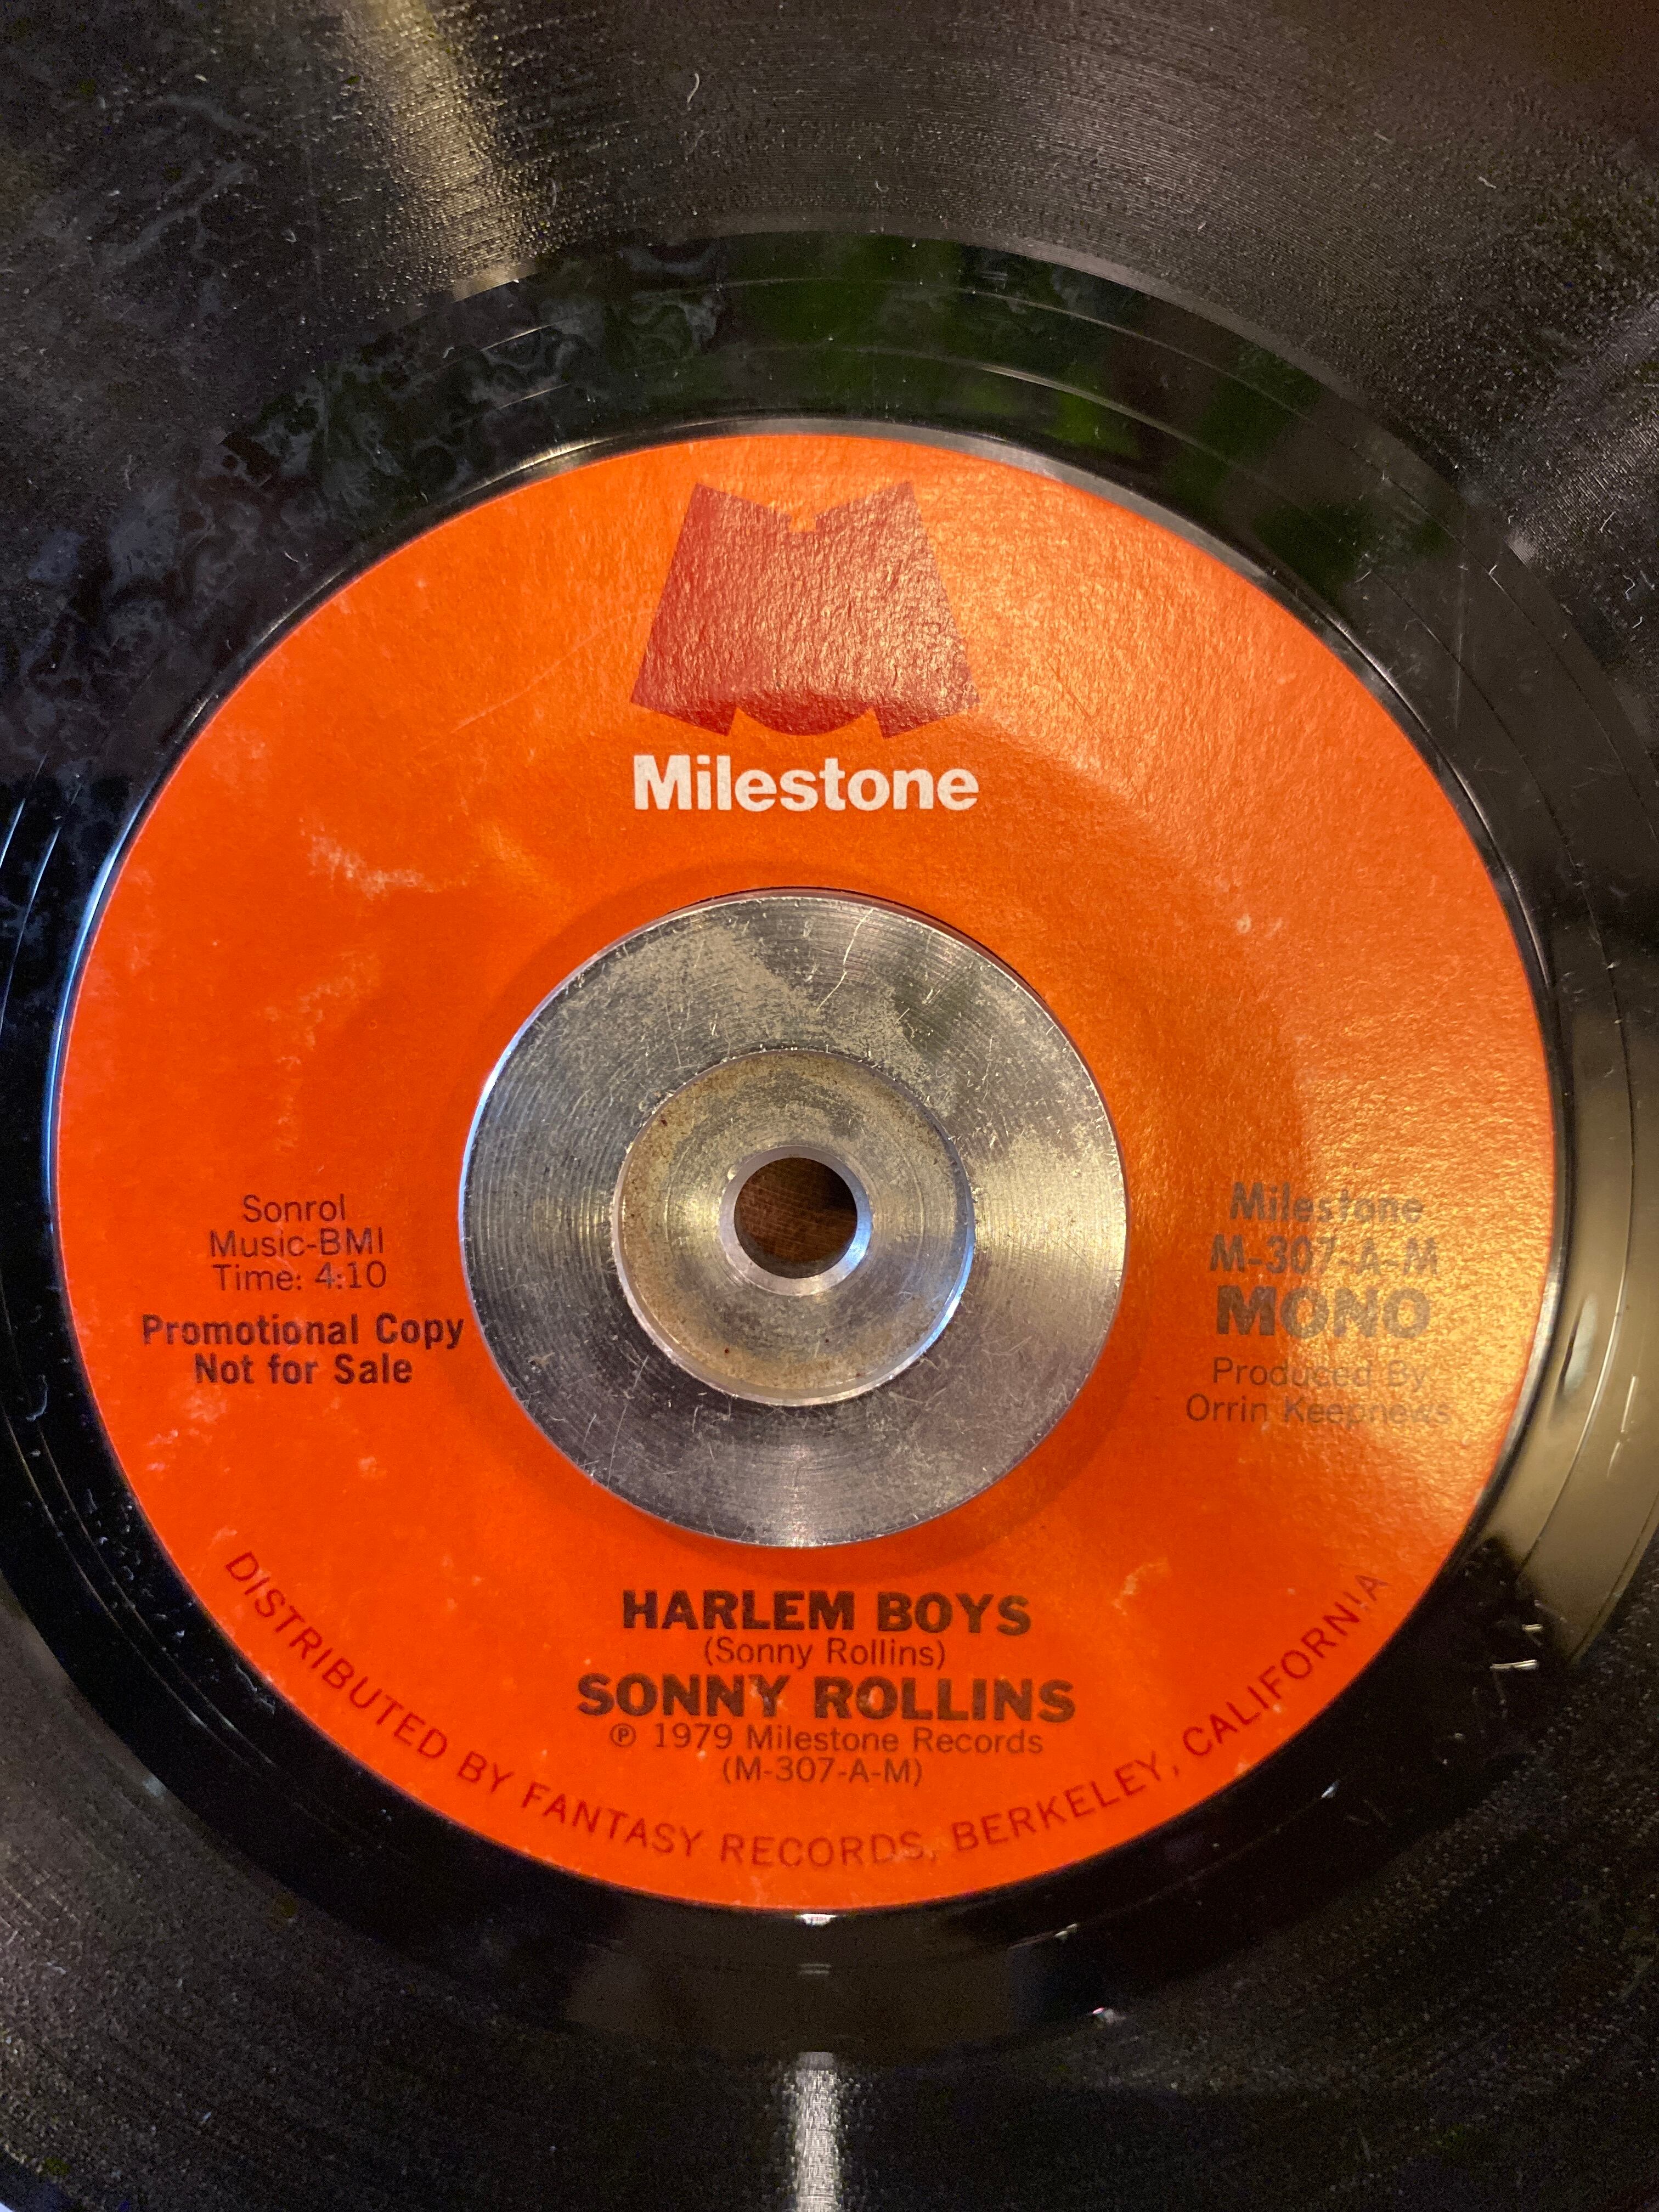 Milestone
Sonrol
Music-BMI
Time: 4:10
Promotional Copy
Not for Sale
Milestone
M-307-A-M
MONO
Produced By
Orrin Keepnews
HARLEM BOYS
(Sonny Rollins)
SONNY ROLLINS
℗ 1979 Milestone Records
(M-307-A-M)
DISTRIBUTED BY FANTASY RECORDS, BERKELEY, CALIFORNIA